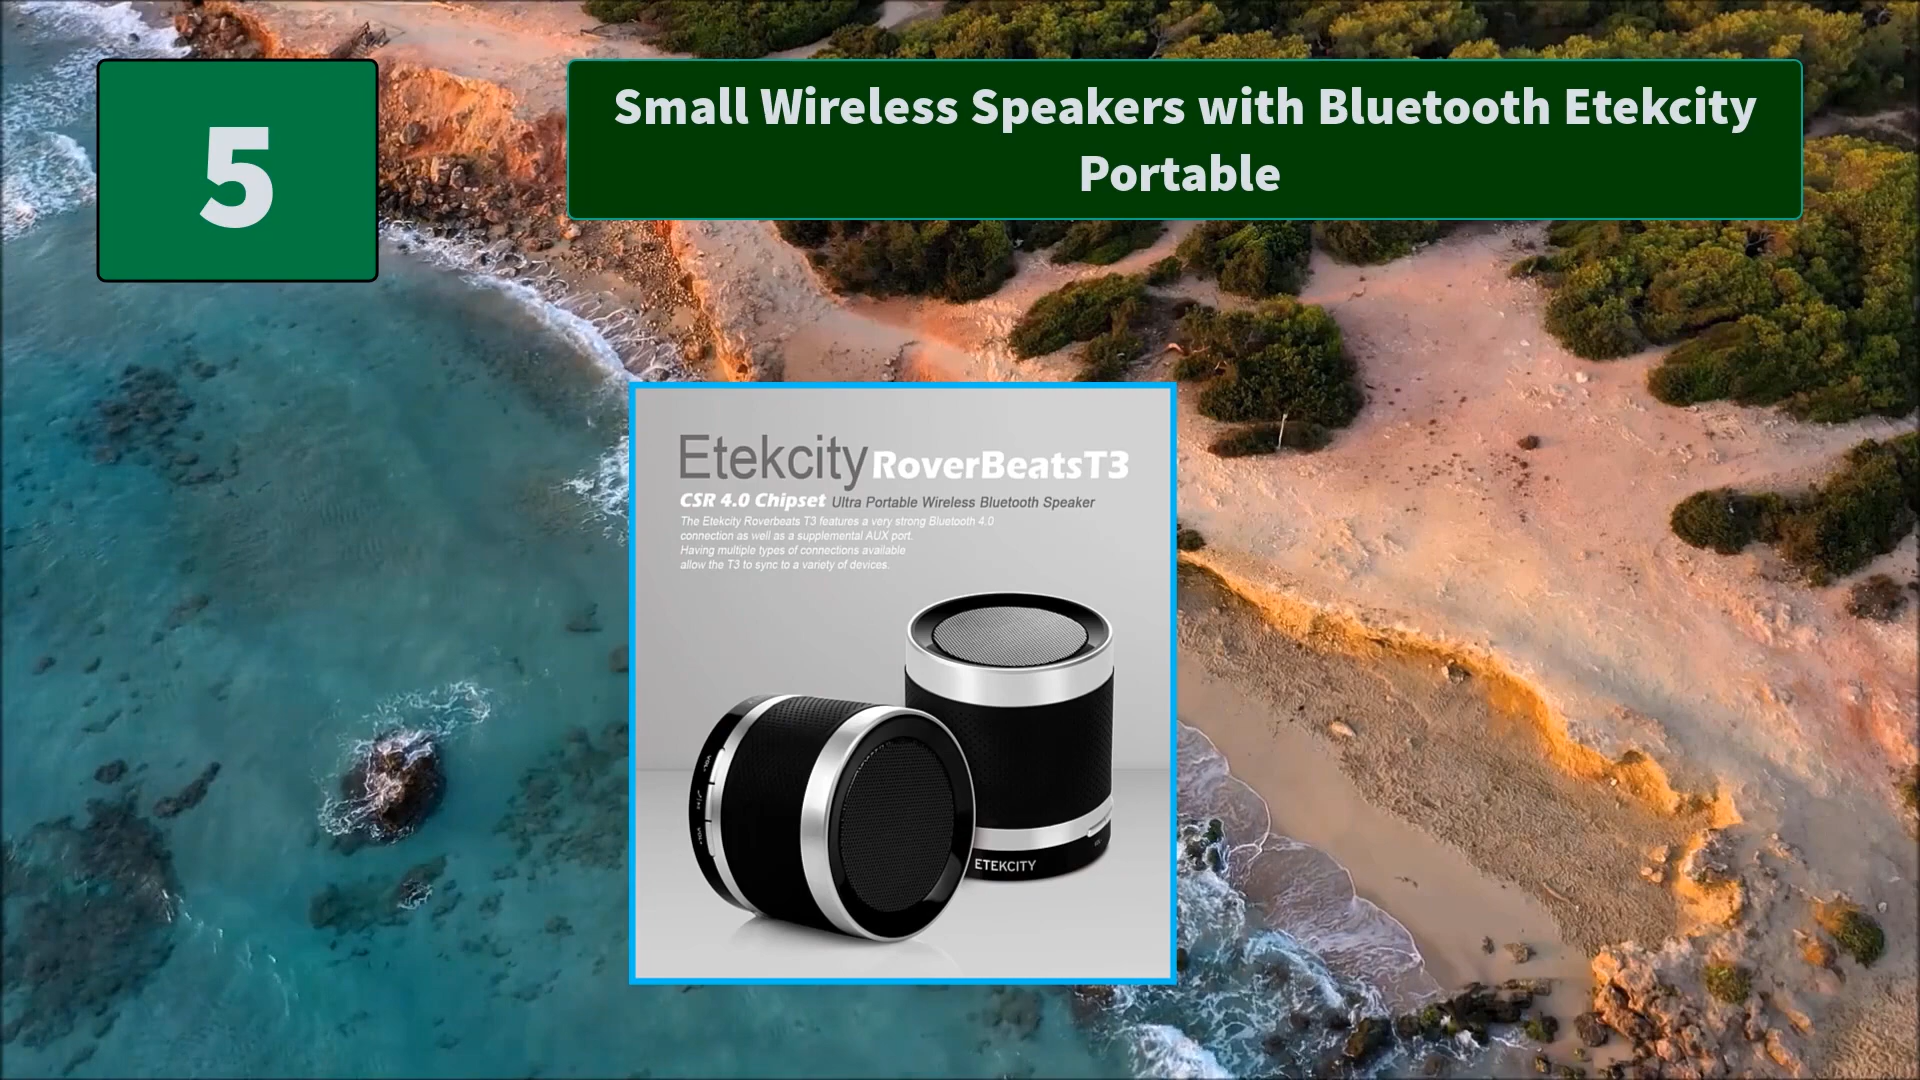 5
Small Wireless Speakers with Bluetooth Etekcity
Portable
Etekcity RoverBeatsT3
CSR 4.0 Chipset Ultra Portable Wireless Bluetooth Speaker
The Etekcity Roverbeats T3 features a very strong Bluetooth 4.0
connection as well as a supplemental AUX port.
Having multiple types of connections available
allow the T3 to sync to a variety of devices.
ETEKCITY